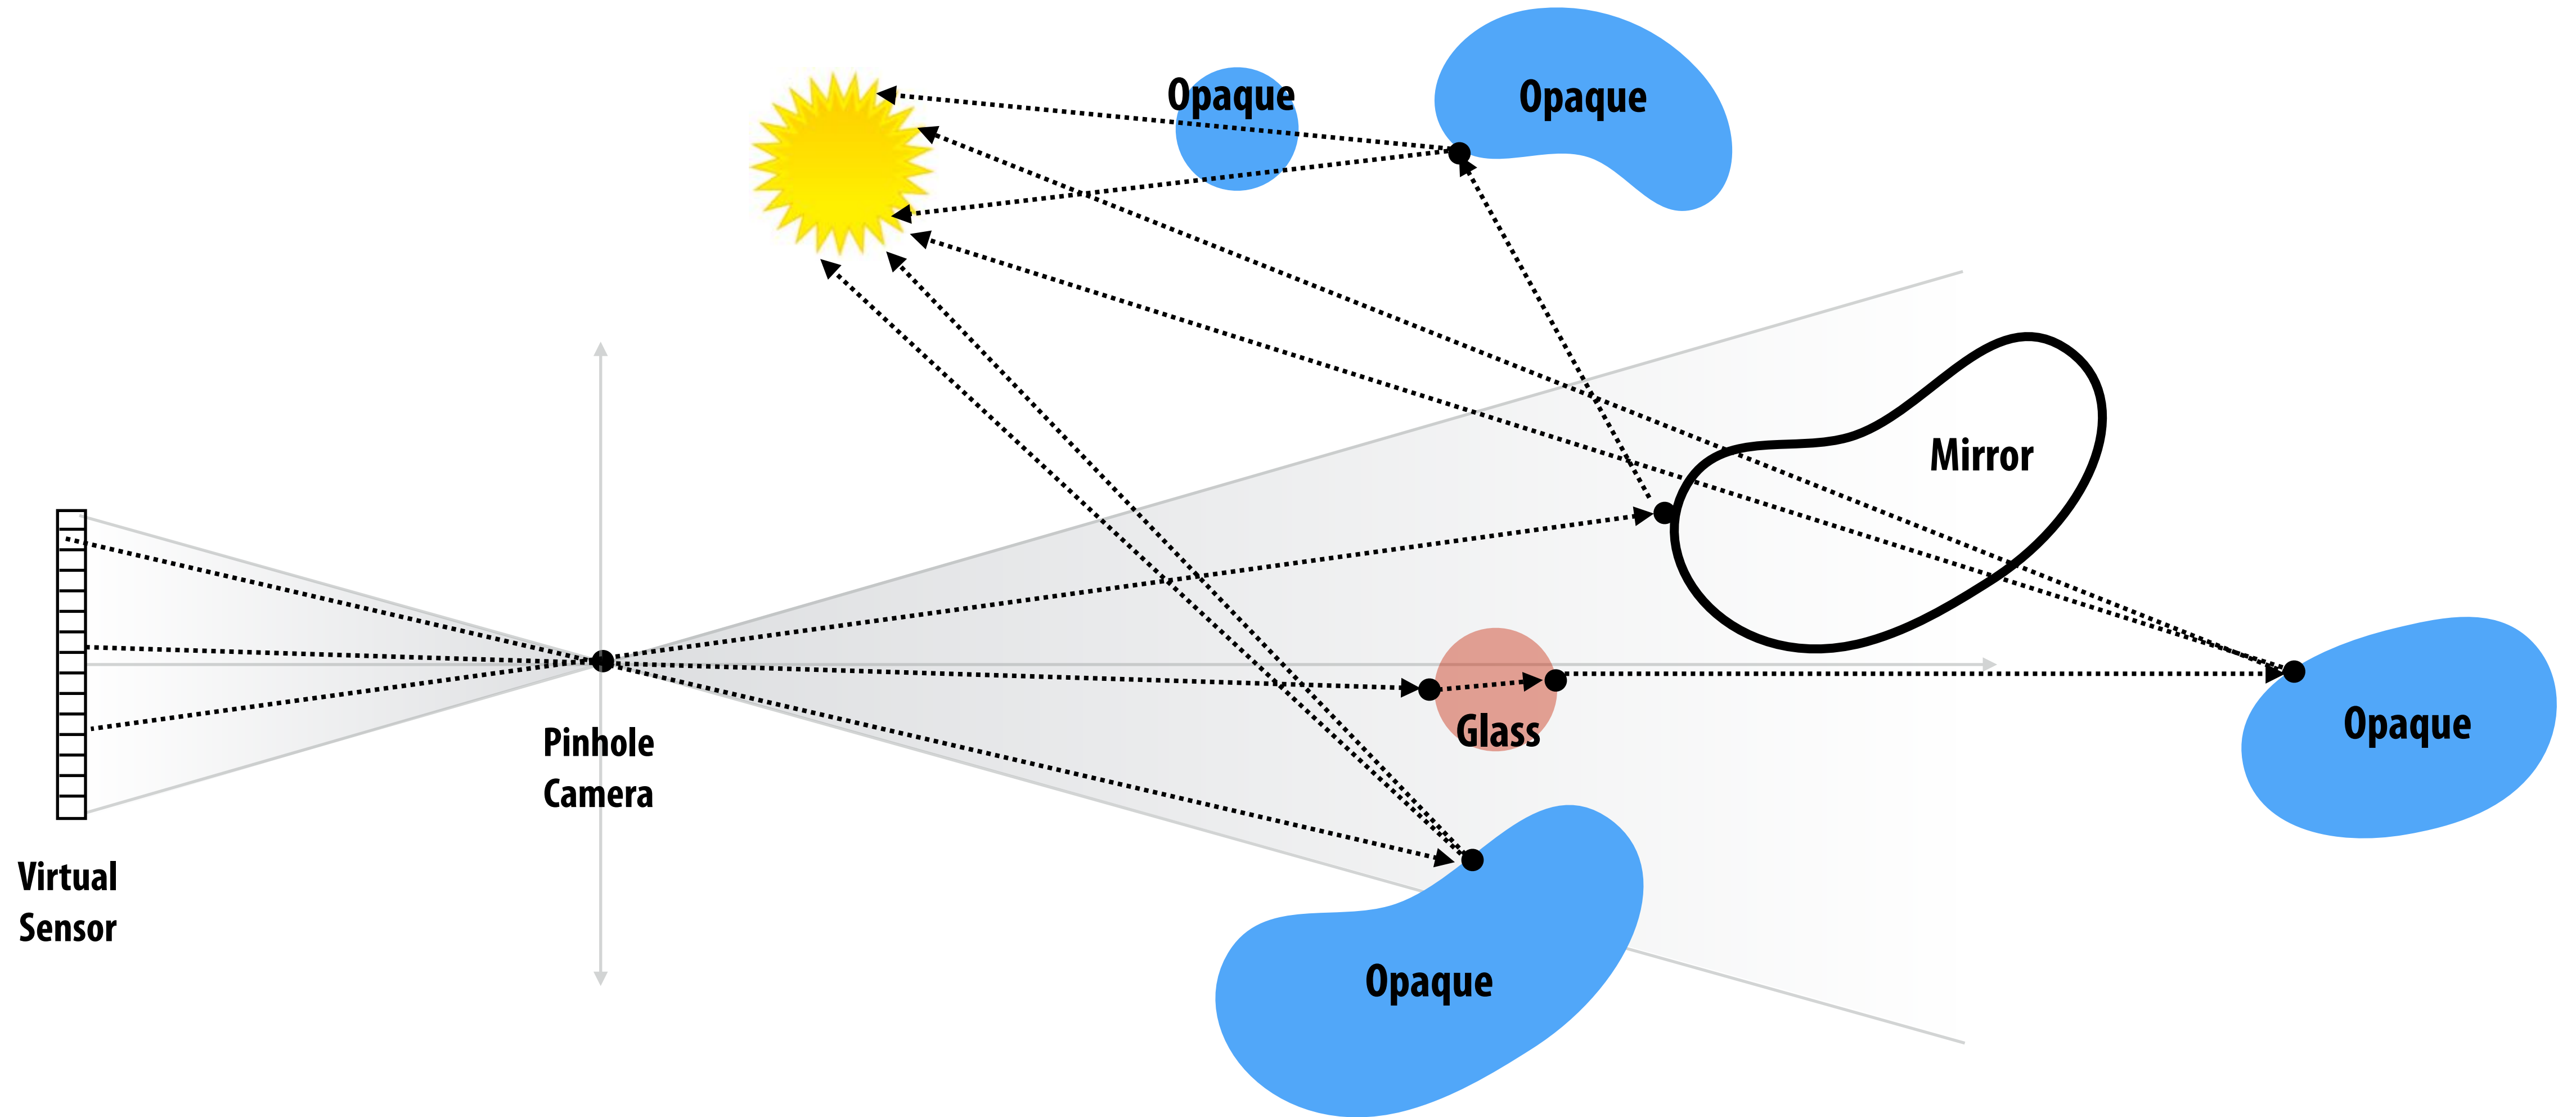 Opaque
Opaque
Mirror
Glass
Opaque
Pinhole
Camera
Virtual
Sensor
Opaque